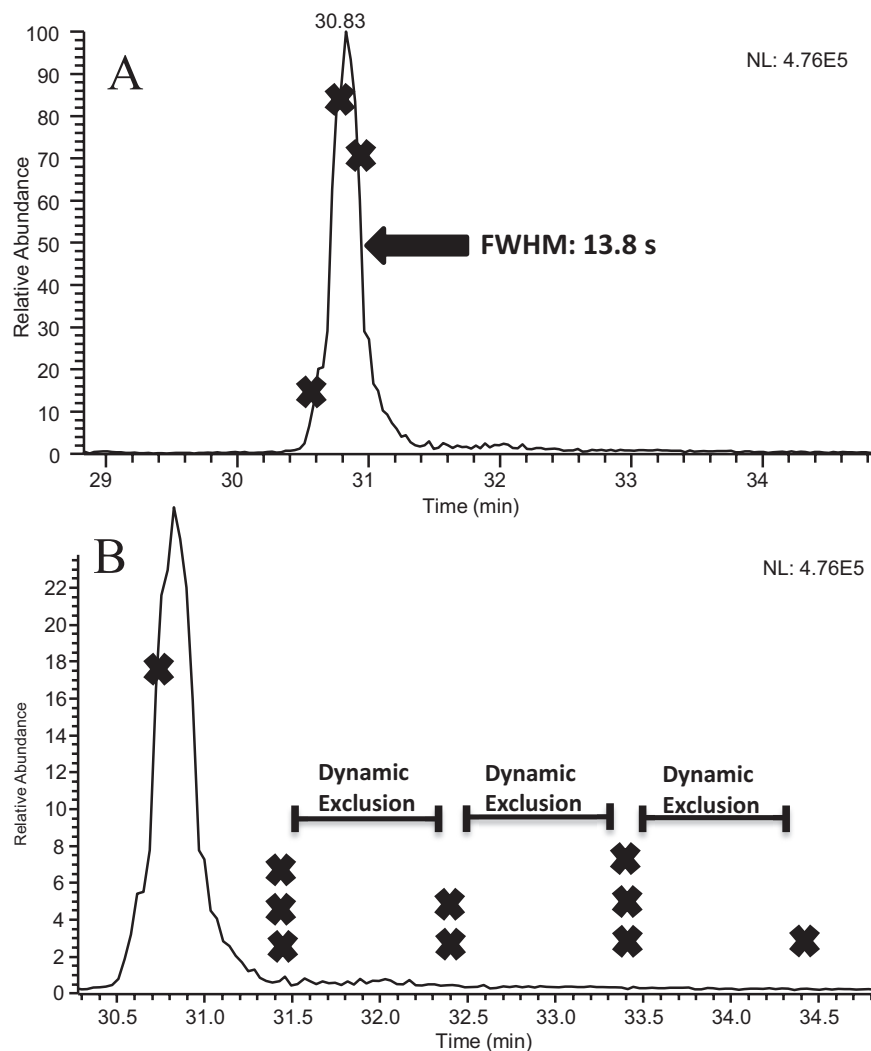 30.83
A
NL: 4.76E5
100
90
80
70
60
50
40
30
20
10
0
Relative Abundance
FWHM: 13.8 s
29 30 31 32 33 34
Time (min)
B
NL: 4.76E5
22
20
18
16
14
12
10
8
6
4
2
0
Relative Abundance
Dynamic
Exclusion
Dynamic
Exclusion
Dynamic
Exclusion
30.5 31.0 31.5 32.0 32.5 33.0 33.5 34.0 34.5
Time (min)